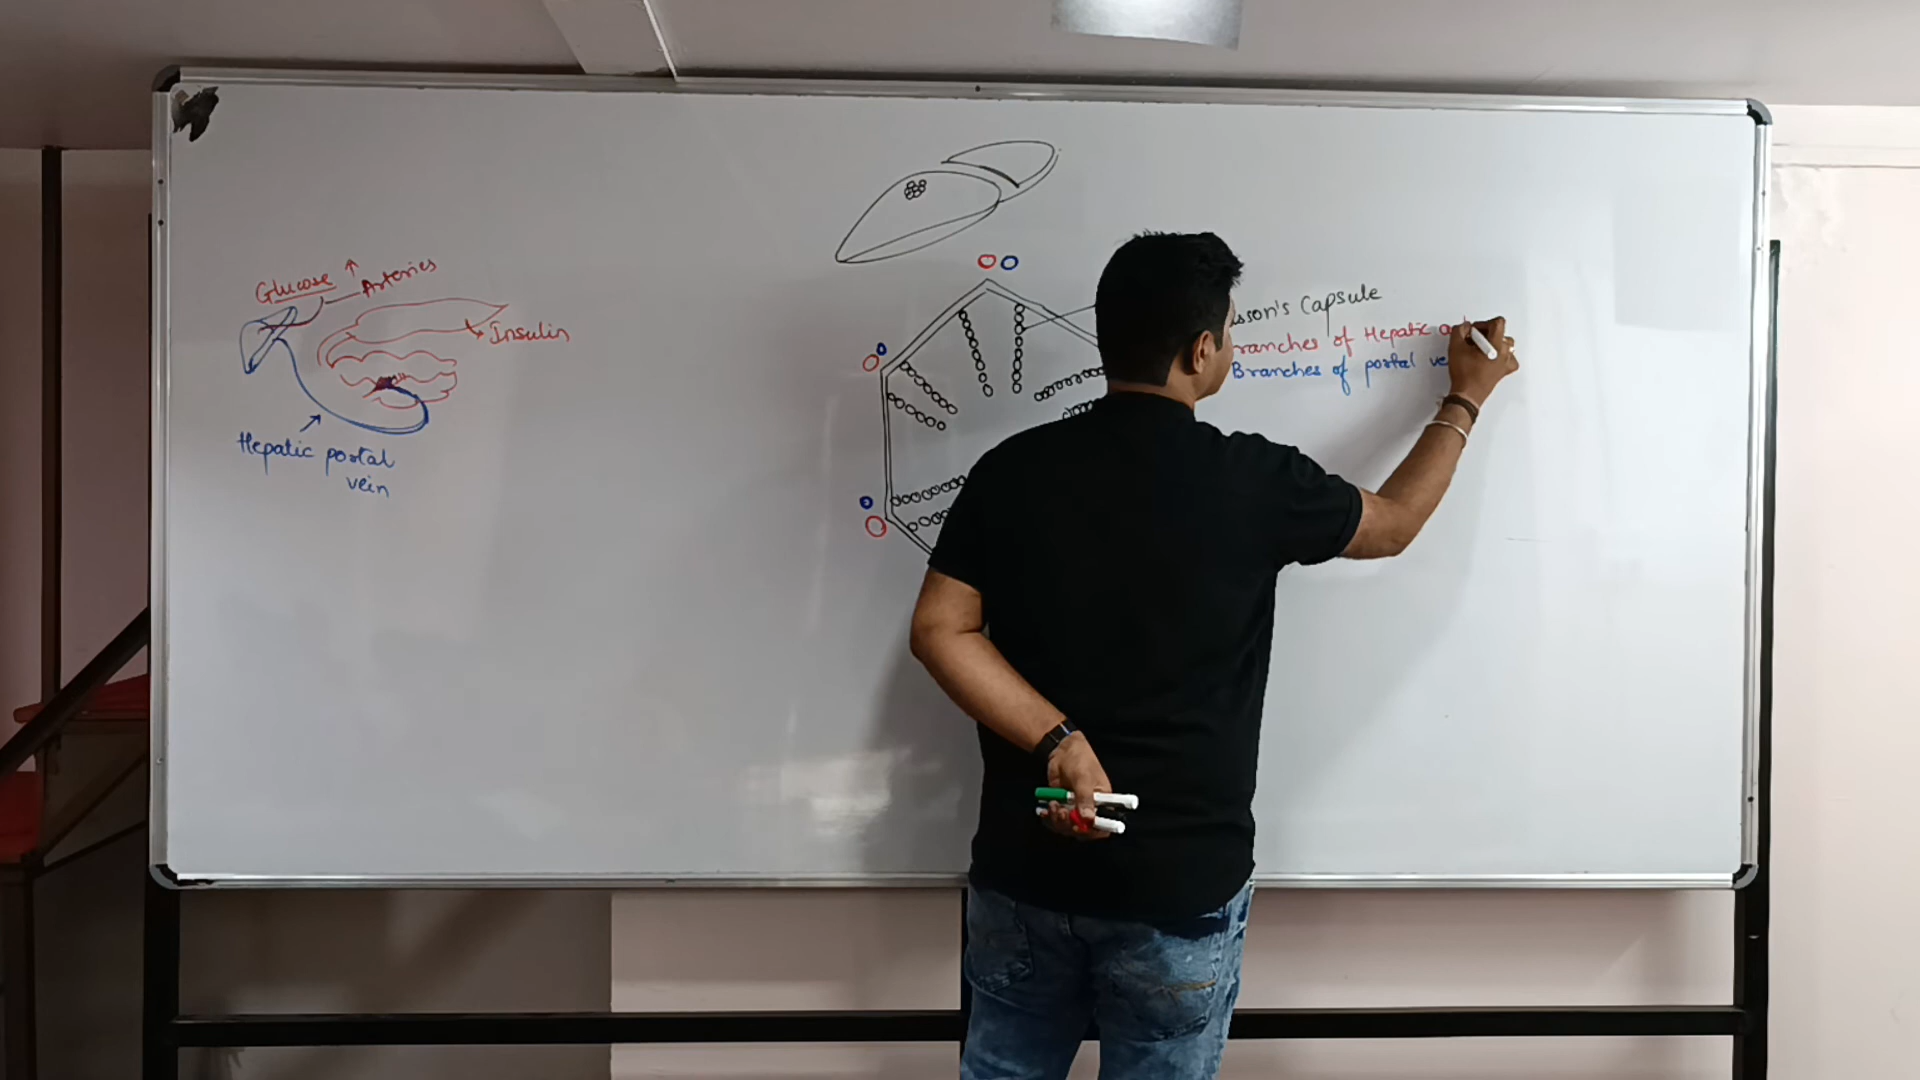 Glucose ↑
Arteries
Insulin
Hepatic portal
vein
sson's Capsule
ranches of Hepatic
Branches of portal